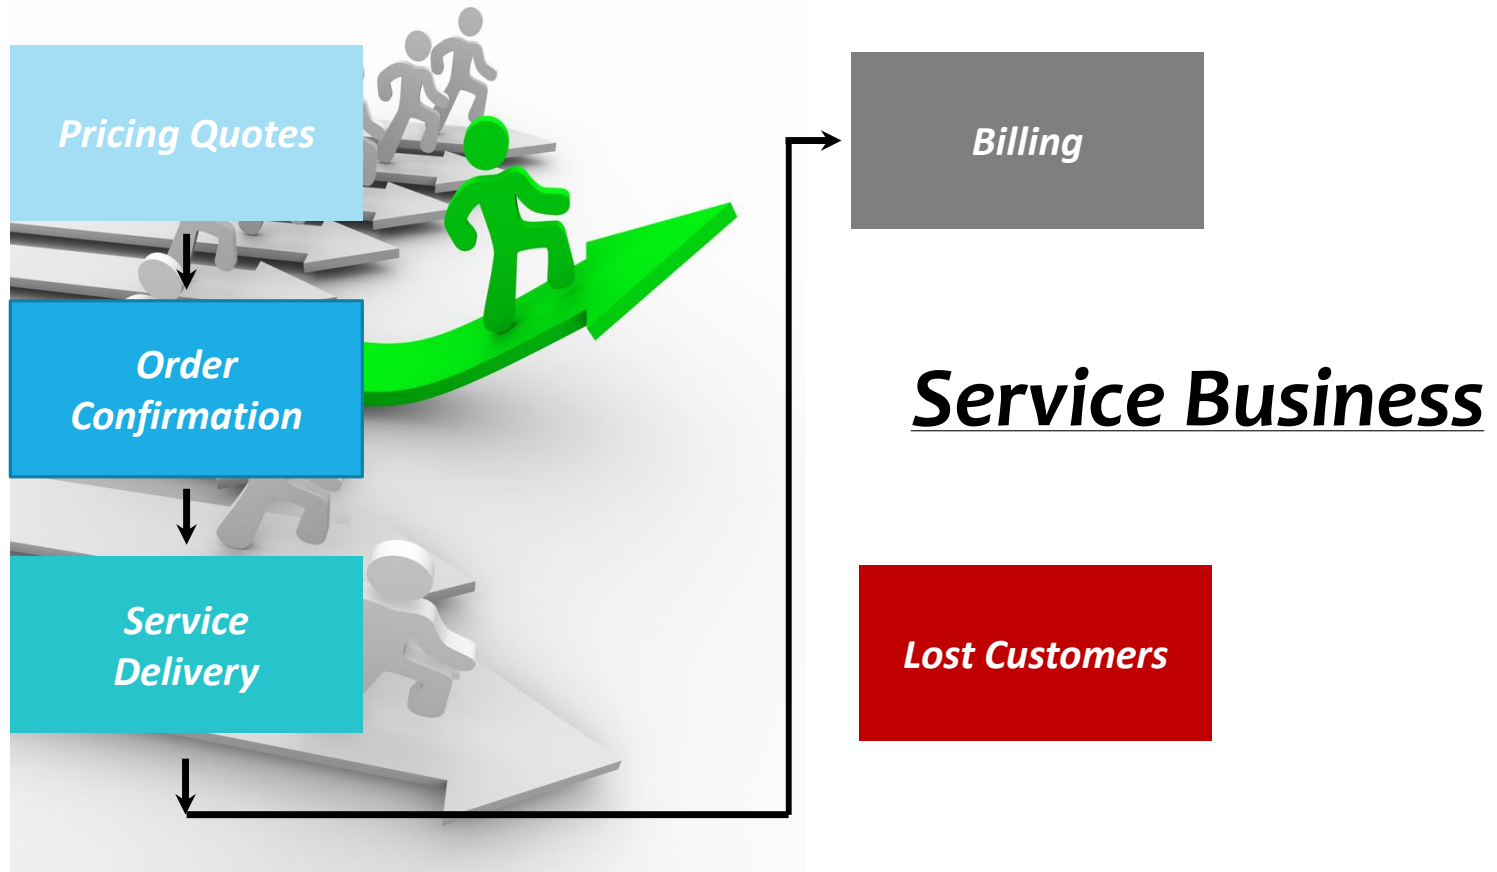 Pricing Quotes
Order
Confirmation
Service
Delivery
Billing
Service Business
Lost Customers